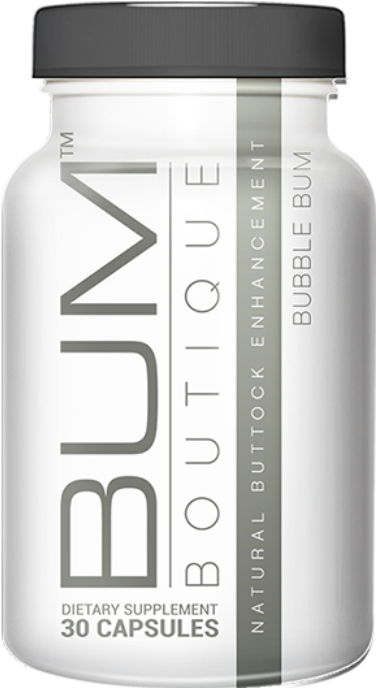 BUM™
BOUTIQUE
NATURAL BUTTOCK ENHANCEMENT
BUBBLE BUM
DIETARY SUPPLEMENT
30 CAPSULES